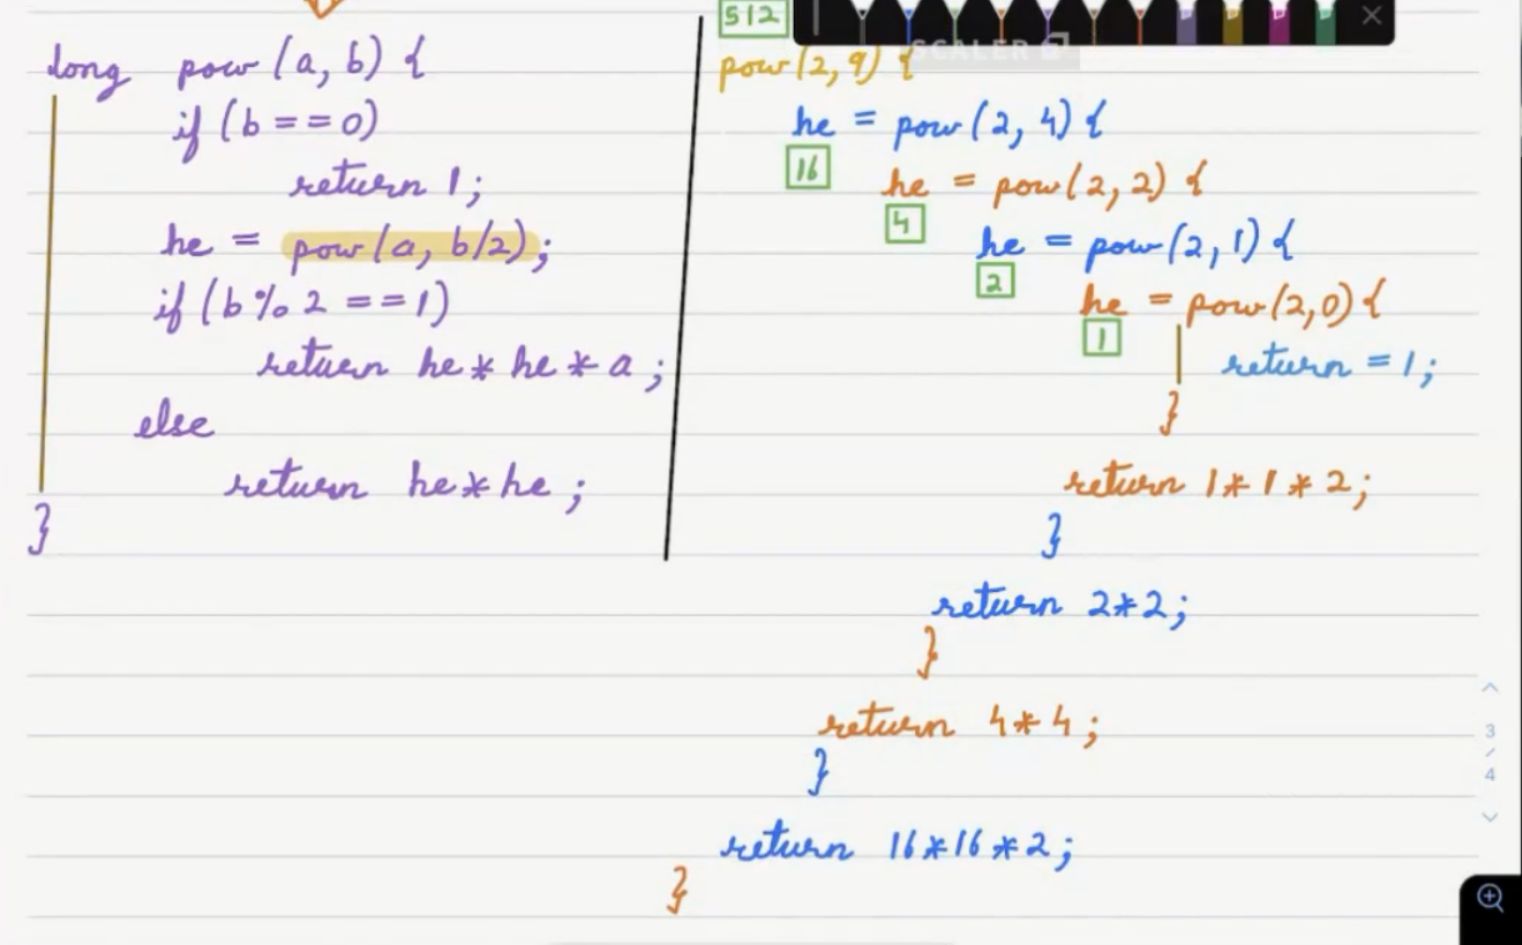 long pow (a, b) {
if (b == 0)
return 1;
he = pow (a, b/2);
if (b % 2 == 1)
return he * he * a ;
else
return he * he ;
}
512
SCALER
pow (2, 9) {
he = pow (2, 4) {
16
he = pow (2, 2) {
4
he = pow (2, 1) {
2
he = pow (2, 0) {
1
return = 1;
}
return 1 * 1 * 2;
}
return 2*2;
}
return 4*4 ;
}
return 16*16*2;
}
3
/
4